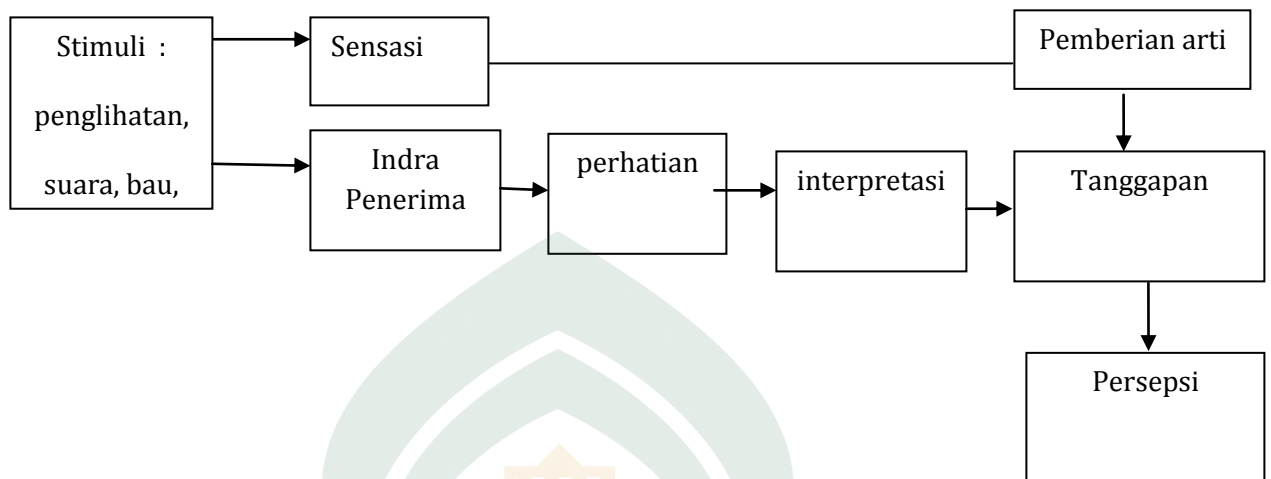 Stimuli :
penglihatan,
suara, bau,
Sensasi
Pemberian arti
Indra
Penerima
perhatian
interpretasi
Tanggapan
Persepsi